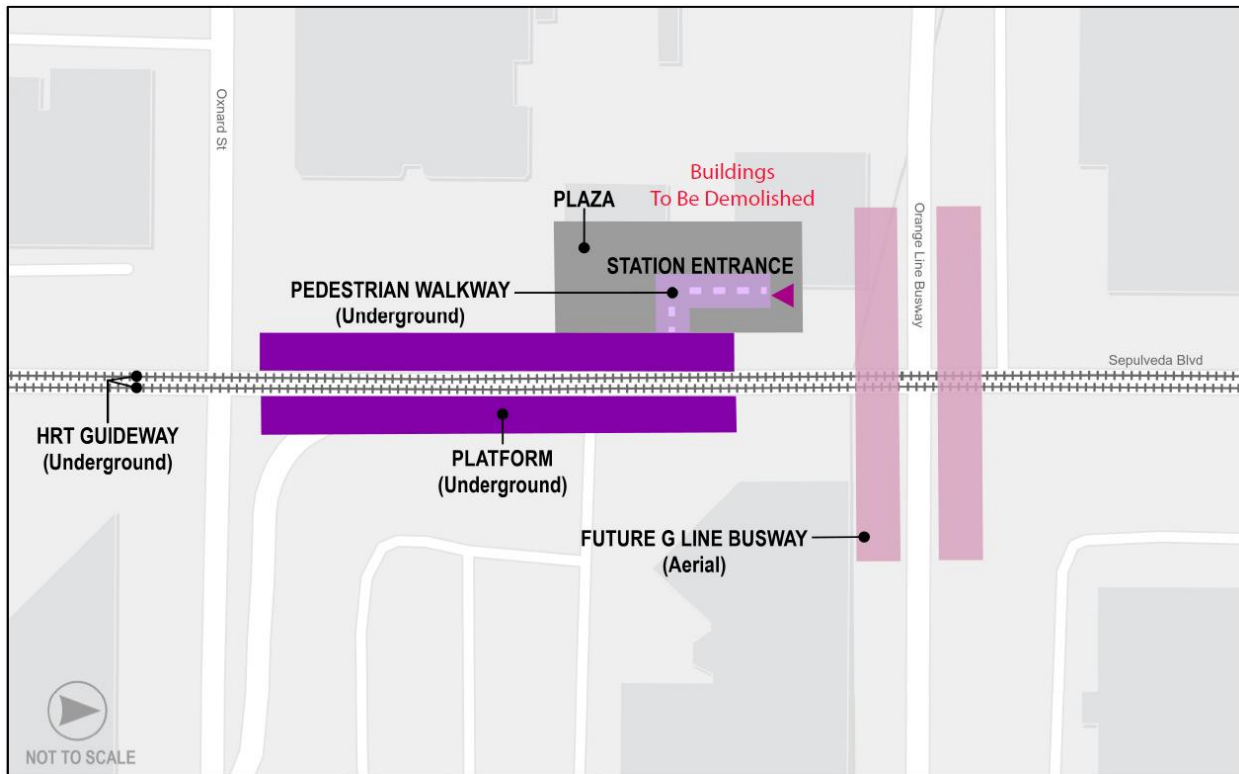 Oxnard St
Buildings
To Be Demolished
PLAZA
Orange Line Busway
STATION ENTRANCE
PEDESTRIAN WALKWAY
(Underground)
Sepulveda Blvd
HRT GUIDEWAY
(Underground)
PLATFORM
(Underground)
FUTURE G LINE BUSWAY
(Aerial)
NOT TO SCALE